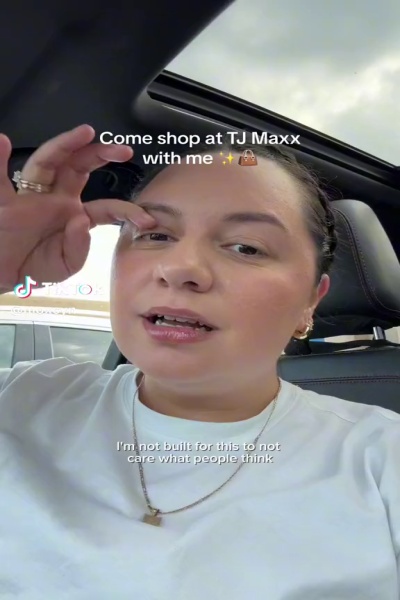 Come shop at TJ Maxx
with me ✨👜
TikTok
I'm not built for this to not
care what people think